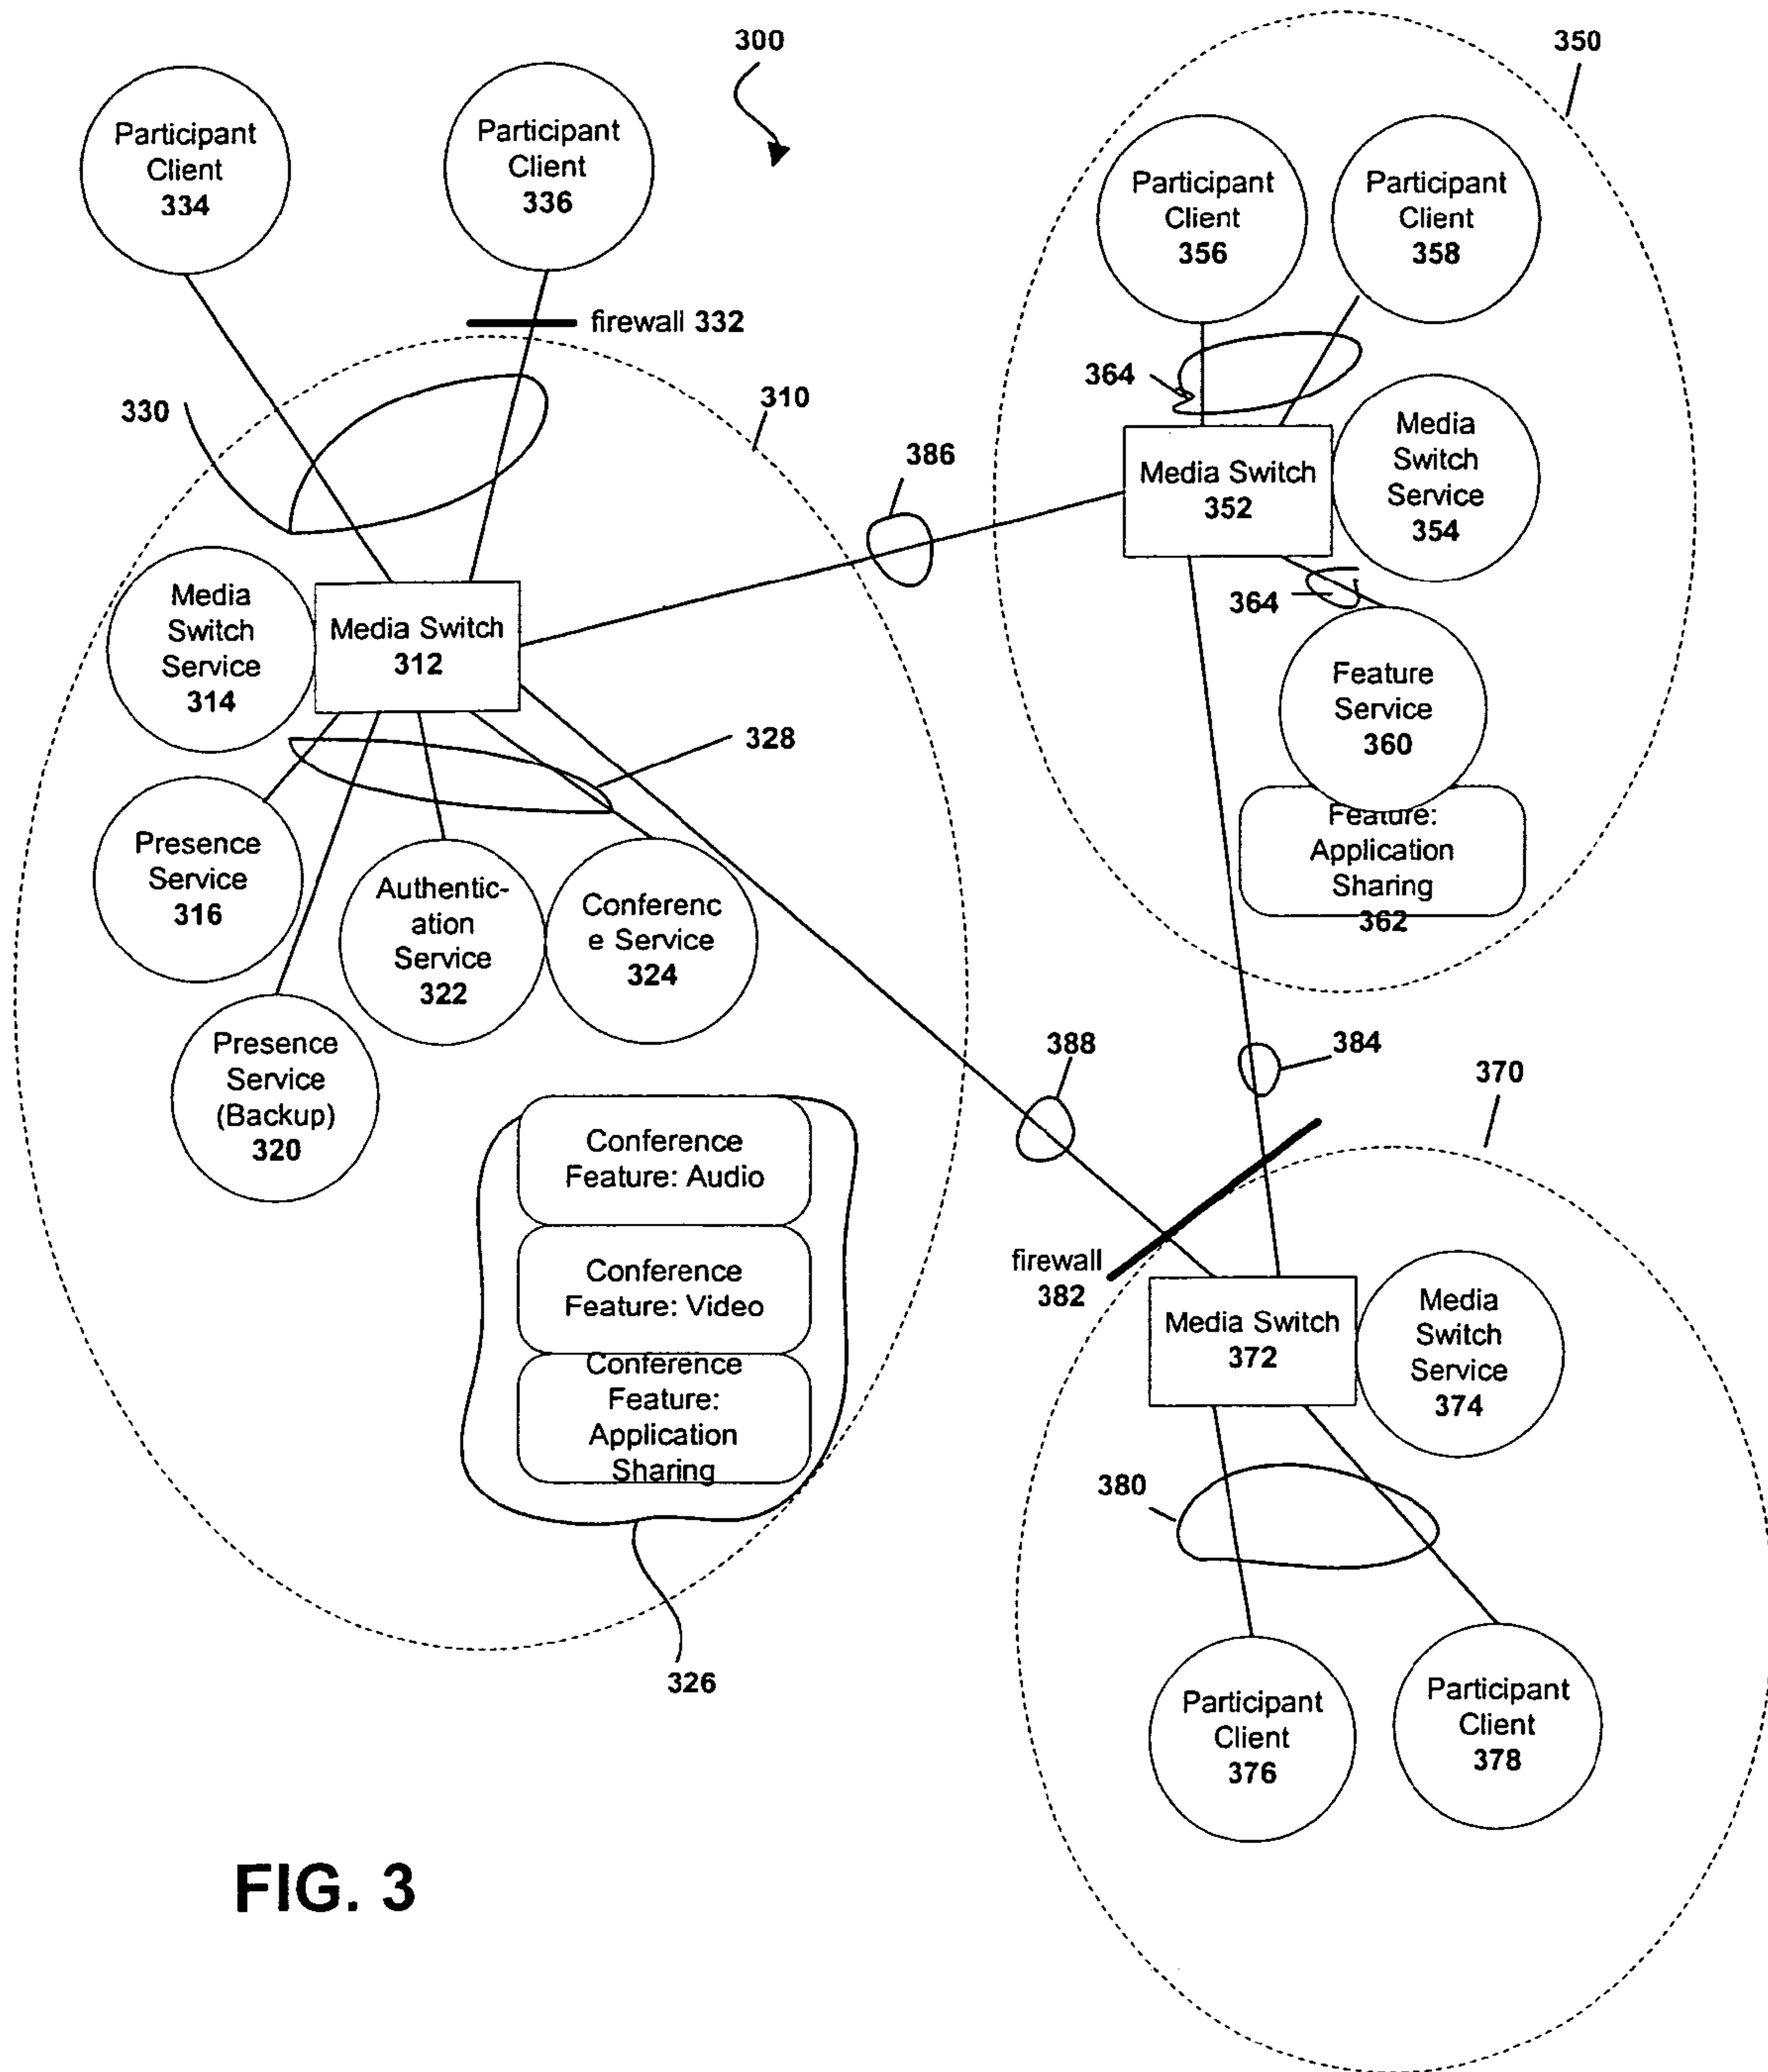 300
350
Participant
Client
334
Participant
Client
336
Participant
Client
356
Participant
Client
358
firewall 332
330
310
364
386
Media Switch
352
Media
Switch
Service
354
364
Media
Switch
Service
314
Media Switch
312
328
Feature
Service
360
Feature:
Application
Sharing
362
Presence
Service
316
Authentic-
ation
Service
322
Conferenc
e Service
324
Presence
Service
(Backup)
320
388
384
370
Conference
Feature: Audio
Conference
Feature: Video
Conference
Feature:
Application
Sharing
326
firewall
382
Media Switch
372
Media
Switch
Service
374
380
Participant
Client
376
Participant
Client
378
FIG. 3